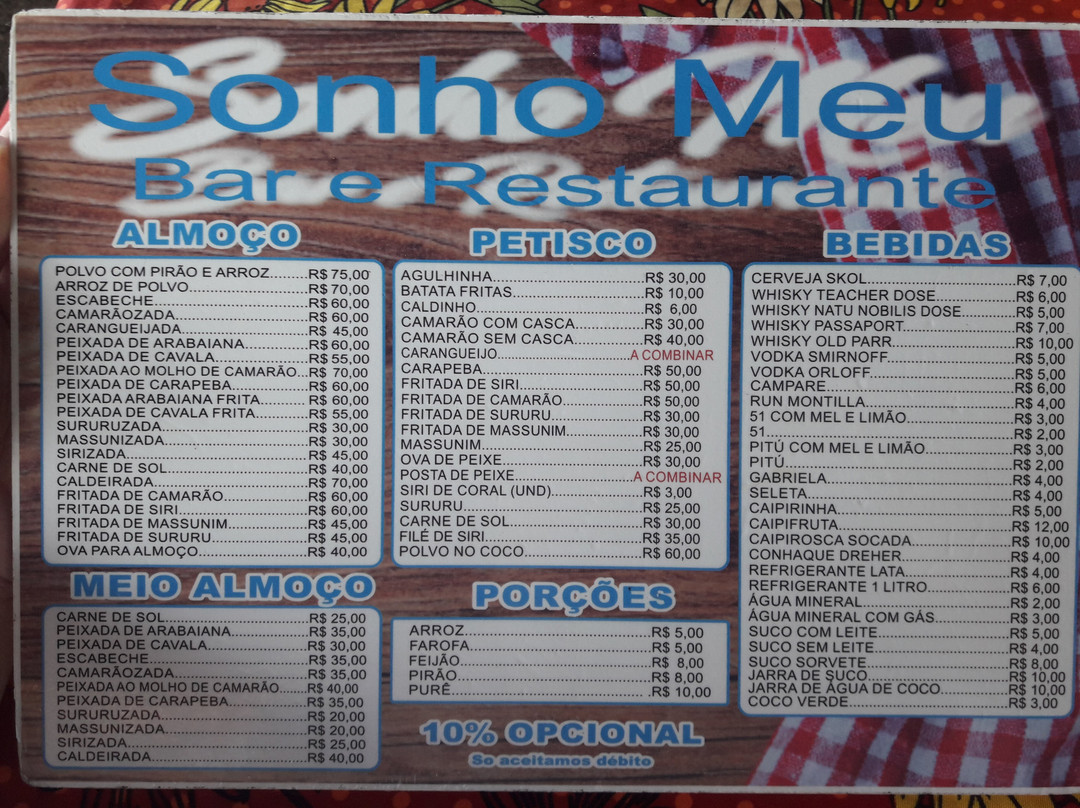 Sonho Meu
Bar e Restaurante
ALMOÇO
POLVO COM PIRÃO E ARROZ.........R$ 75,00
ARROZ DE POLVO..............................R$ 70,00
ESCABECHE.......................................R$ 60,00
CAMARÃOZADA..................................R$ 60,00
CARANGUEIJADA................................R$ 45,00
PEIXADA DE ARABAIANA...................R$ 60,00
PEIXADA DE CAVALA.........................R$ 55,00
PEIXADA AO MOLHO DE CAMARÃO...R$ 70,00
PEIXADA DE CARAPEBA.....................R$ 60,00
PEIXADA ARABAIANA FRITA...............R$ 60,00
PEIXADA DE CAVALA FRITA................R$ 55,00
SURURUZADA.....................................R$ 30,00
MASSUNIZADA....................................R$ 30,00
SIRIZADA.............................................R$ 45,00
CARNE DE SOL...................................R$ 40,00
CALDEIRADA.......................................R$ 70,00
FRITADA DE CAMARÃO......................R$ 60,00
FRITADA DE SIRI.................................R$ 60,00
FRITADA DE MASSUNIM.....................R$ 45,00
FRITADA DE SURURU.........................R$ 45,00
OVA PARA ALMOÇO............................R$ 40,00
MEIO ALMOÇO
CARNE DE SOL...................................R$ 25,00
PEIXADA DE ARABAIANA...................R$ 35,00
PEIXADA DE CAVALA.........................R$ 30,00
ESCABECHE.......................................R$ 35,00
CAMARÃOZADA..................................R$ 35,00
PEIXADA AO MOLHO DE CAMARÃO.......R$ 40,00
PEIXADA DE CARAPEBA.....................R$ 35,00
SURURUZADA.....................................R$ 20,00
MASSUNIZADA....................................R$ 20,00
SIRIZADA.............................................R$ 25,00
CALDEIRADA.......................................R$ 40,00
PETISCO
AGULHINHA....................................R$ 30,00
BATATA FRITAS................................R$ 10,00
CALDINHO........................................R$ 6,00
CAMARÃO COM CASCA.................R$ 30,00
CAMARÃO SEM CASCA..................R$ 40,00
CARANGUEIJO................................A COMBINAR
CARAPEBA.......................................R$ 50,00
FRITADA DE SIRI..............................R$ 50,00
FRITADA DE CAMARÃO...................R$ 50,00
FRITADA DE SURURU......................R$ 30,00
FRITADA DE MASSUNIM..................R$ 30,00
MASSUNIM.......................................R$ 25,00
OVA DE PEIXE..................................R$ 30,00
POSTA DE PEIXE.............................A COMBINAR
SIRI DE CORAL (UND)......................R$ 3,00
SURURU...........................................R$ 25,00
CARNE DE SOL................................R$ 30,00
FILÉ DE SIRI.....................................R$ 35,00
POLVO NO COCO.............................R$ 60,00
PORÇÕES
ARROZ..............................................R$ 5,00
FAROFA............................................R$ 5,00
FEIJÃO..............................................R$ 8,00
PIRÃO................................................R$ 8,00
PURÊ.................................................R$ 10,00
10% OPCIONAL
So aceitamos débito
BEBIDAS
CERVEJA SKOL...................................R$ 7,00
WHISKY TEACHER DOSE...................R$ 6,00
WHISKY NATU NOBILIS DOSE.............R$ 5,00
WHISKY PASSAPORT..........................R$ 7,00
WHISKY OLD PARR.............................R$ 10,00
VODKA SMIRNOFF..............................R$ 5,00
VODKA ORLOFF..................................R$ 5,00
CAMPARE............................................R$ 6,00
RUN MONTILLA...................................R$ 4,00
51 COM MEL E LIMÃO.........................R$ 3,00
51..........................................................R$ 2,00
PITÚ COM MEL E LIMÃO.....................R$ 3,00
PITÚ......................................................R$ 2,00
GABRIELA............................................R$ 4,00
SELETA................................................R$ 4,00
CAIPIRINHA..........................................R$ 5,00
CAIPIFRUTA.........................................R$ 12,00
CAIPIROSCA SOCADA.......................R$ 10,00
CONHAQUE DREHER..........................R$ 4,00
REFRIGERANTE LATA.........................R$ 4,00
REFRIGERANTE 1 LITRO....................R$ 6,00
ÁGUA MINERAL...................................R$ 2,00
ÁGUA MINERAL COM GÁS.................R$ 3,00
SUCO COM LEITE................................R$ 5,00
SUCO SEM LEITE.................................R$ 4,00
SUCO SORVETE..................................R$ 8,00
JARRA DE SUCO..................................R$ 10,00
JARRA DE ÁGUA DE COCO................R$ 10,00
COCO VERDE......................................R$ 3,00